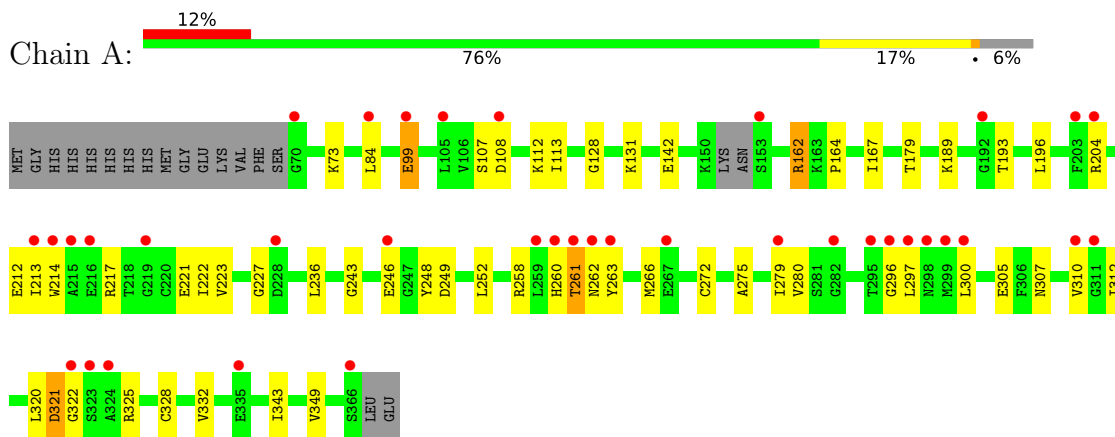 12%
Chain A:
76% 17% • 6%
MET GLY HIS HIS HIS HIS HIS HIS MET GLY GLU LYS VAL PHE SER G70 K73 L84 E99 L105 V106 S107 D108 K112 I113 G128 K131 E142 K150 LYS ASN S153 R162 K163 P164 I167 T179 K189 G192 T193 L196 F203 R204
E212 I213 W214 A215 E216 R217 T218 G219 C220 E221 I222 V223 G227 D228 L236 G243 E246 G247 Y248 D249 L252 R258 L259 H260 T261 N262 Y263 M266 E267 C272 A275 I279 V280 S281 G282 T295 G296 L297 N298 M299 L300 E305 F306 N307 V310 G311 I312
L320 D321 G322 S323 A324 R325 C328 V332 E335 I343 V349 S366 LEU GLU